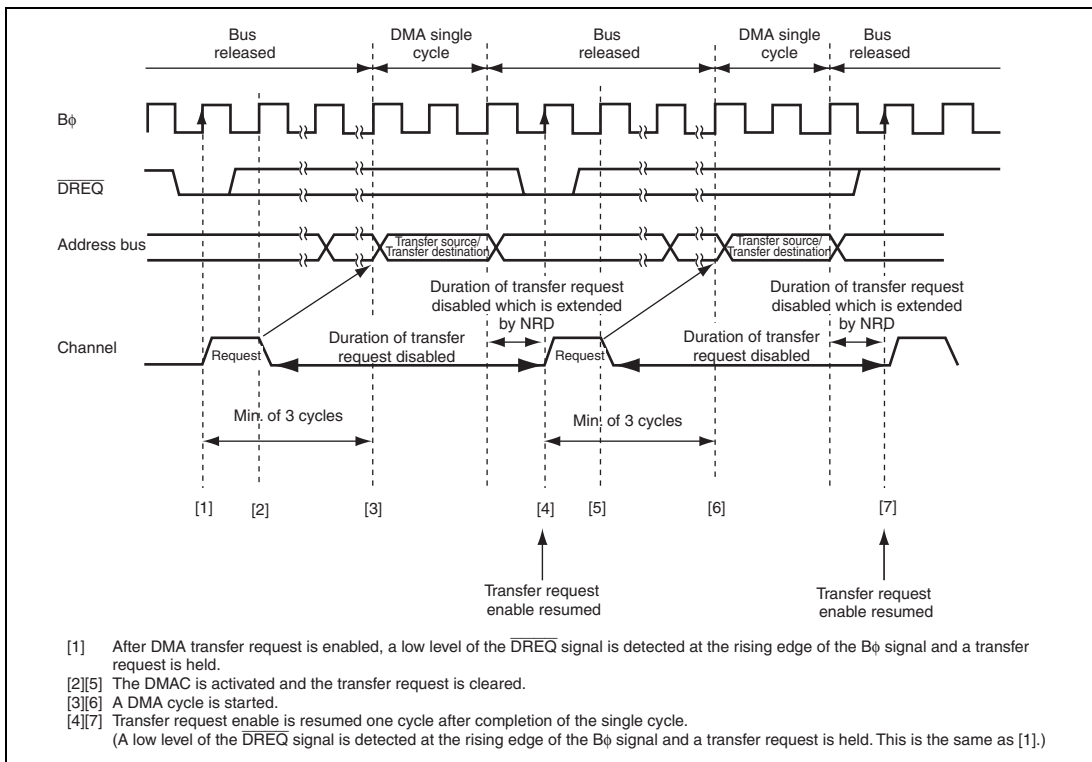 Bus
released
DMA single
cycle
Bus
released
DMA single
cycle
Bus
released
Bφ
DREQ
Address bus
Transfer source/
Transfer destination
Transfer source/
Transfer destination
Duration of transfer request
disabled which is extended
by NRD
Duration of transfer request
disabled which is extended
by NRD
Channel
Request
Duration of transfer
request disabled
Request
Duration of transfer
request disabled
Min. of 3 cycles
Min. of 3 cycles
[1]
[2]
[3]
[4]
[5]
[6]
[7]
Transfer request
enable resumed
Transfer request
enable resumed
[1] After DMA transfer request is enabled, a low level of the DREQ signal is detected at the rising edge of the Bφ signal and a transfer
request is held.
[2][5] The DMAC is activated and the transfer request is cleared.
[3][6] A DMA cycle is started.
[4][7] Transfer request enable is resumed one cycle after completion of the single cycle.
(A low level of the DREQ signal is detected at the rising edge of the Bφ signal and a transfer request is held. This is the same as [1].)